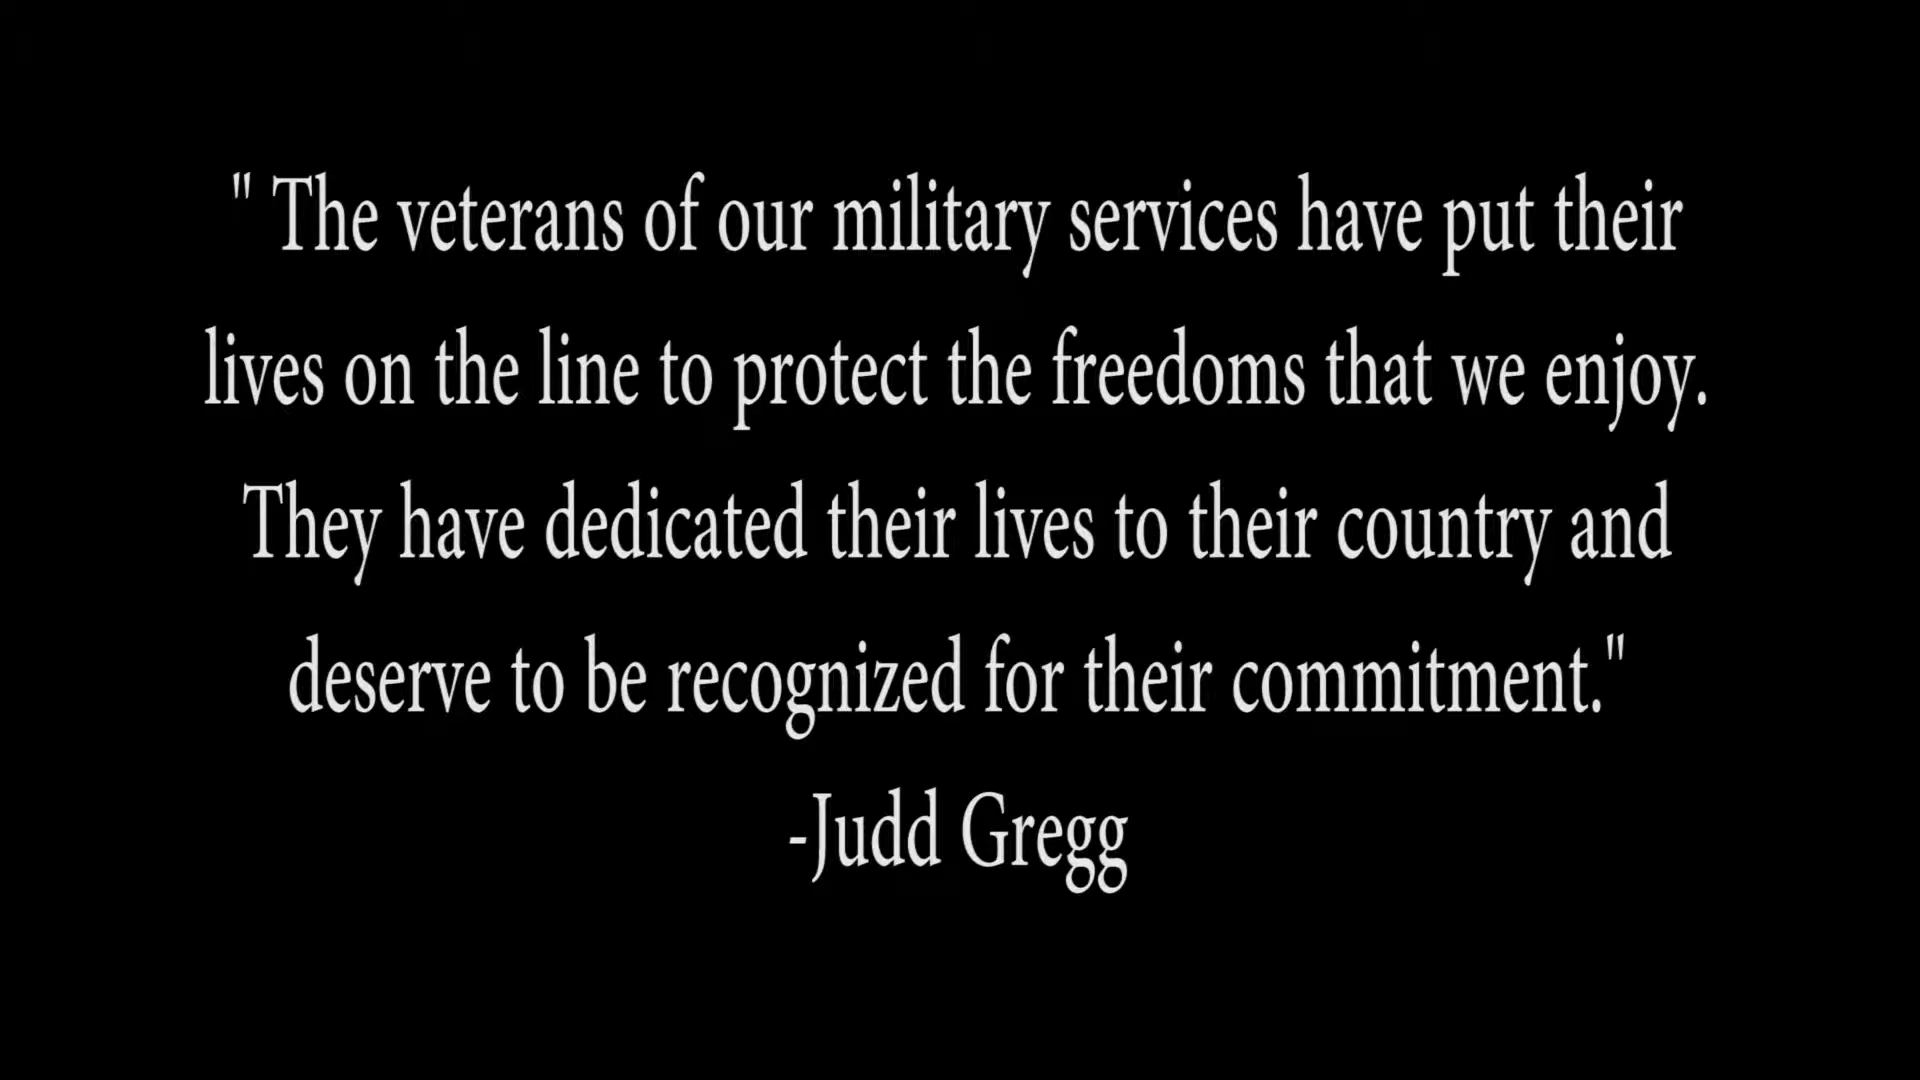 " The veterans of our military services have put their
lives on the line to protect the freedoms that we enjoy.
They have dedicated their lives to their country and
deserve to be recognized for their commitment."
-Judd Gregg